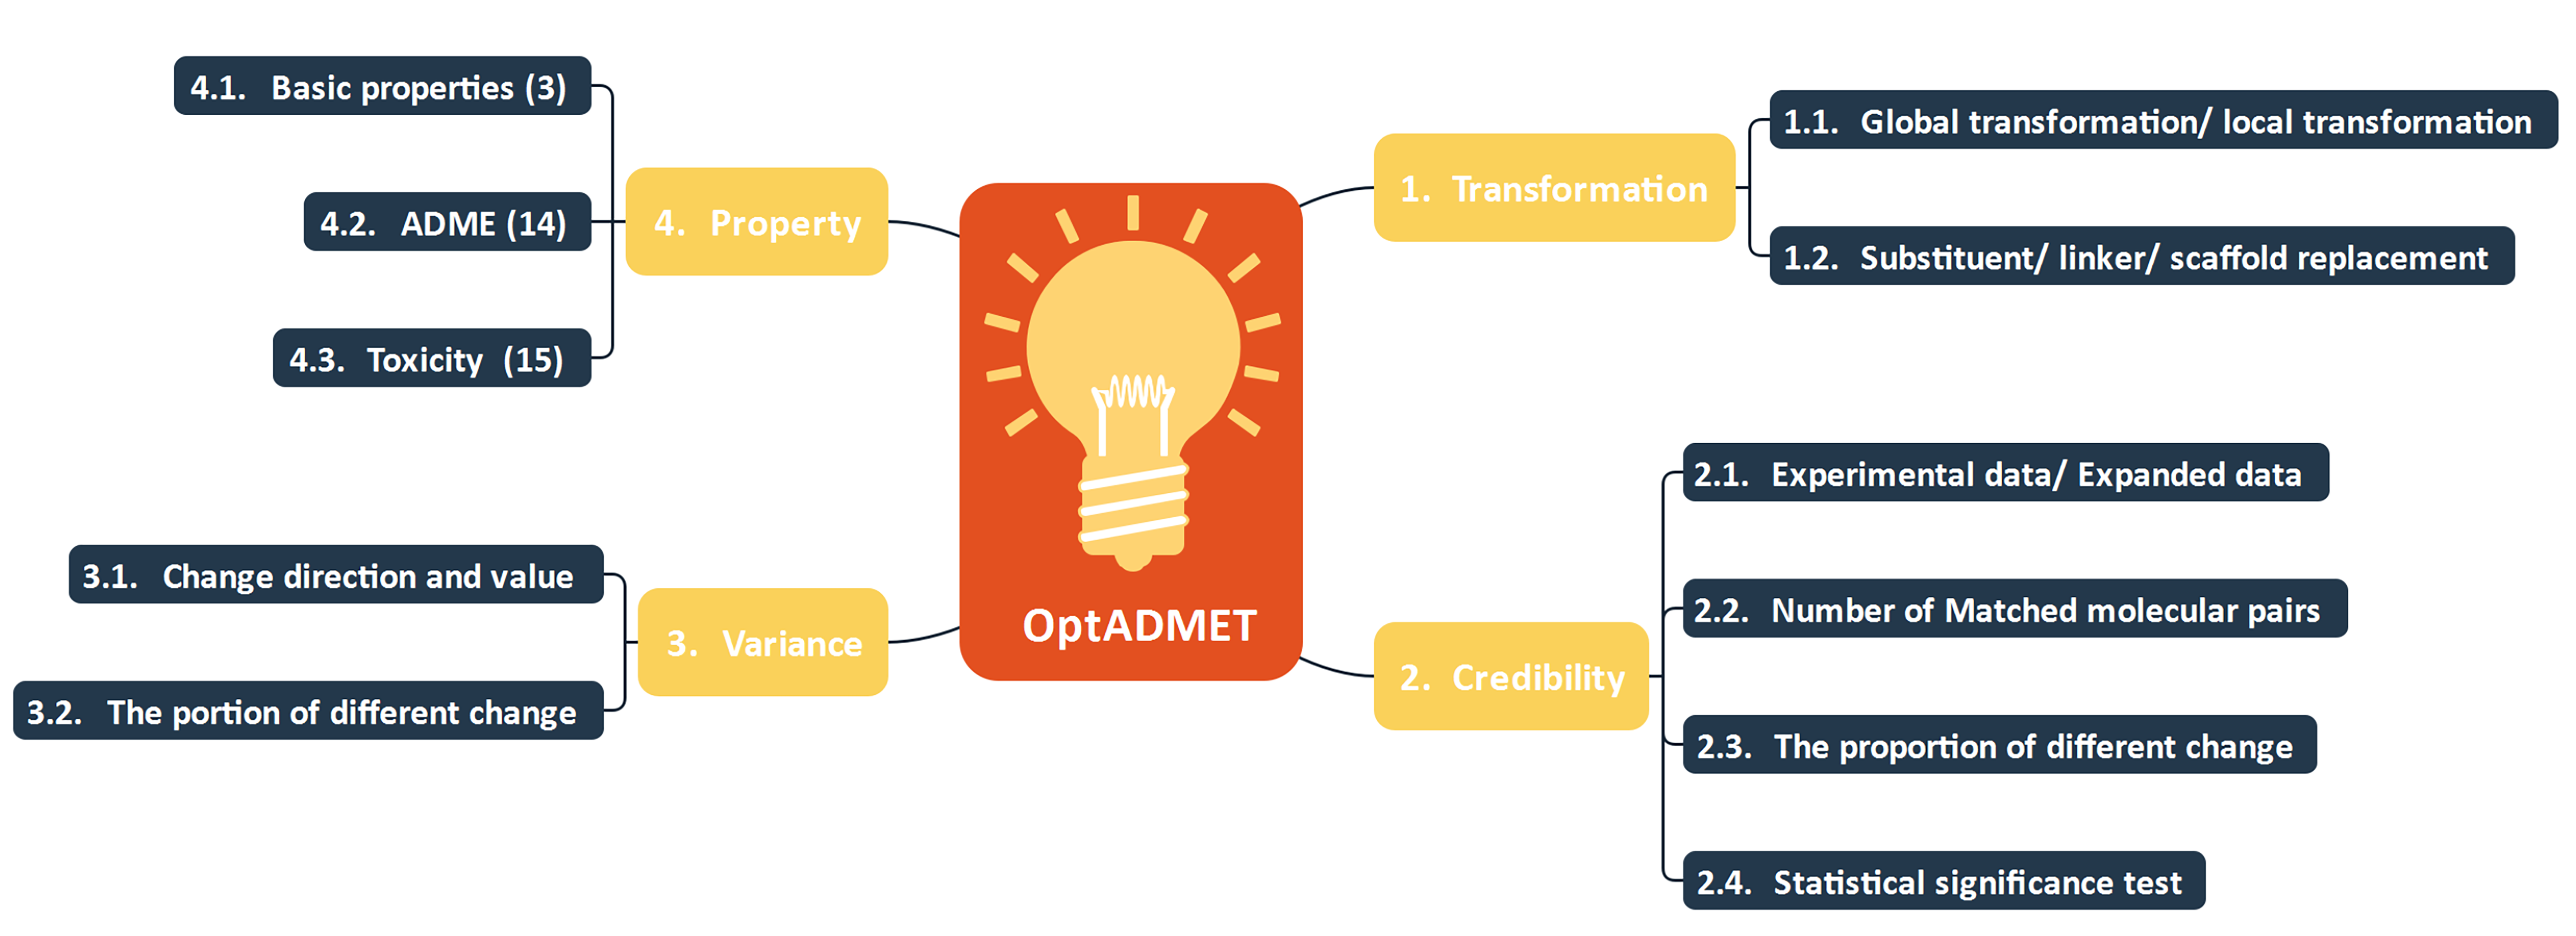 OptADMET
1. Transformation
1.1. Global transformation/ local transformation
1.2. Substituent/ linker/ scaffold replacement
2. Credibility
2.1. Experimental data/ Expanded data
2.2. Number of Matched molecular pairs
2.3. The proportion of different change
2.4. Statistical significance test
3. Variance
3.1. Change direction and value
3.2. The portion of different change
4. Property
4.1. Basic properties (3)
4.2. ADME (14)
4.3. Toxicity (15)